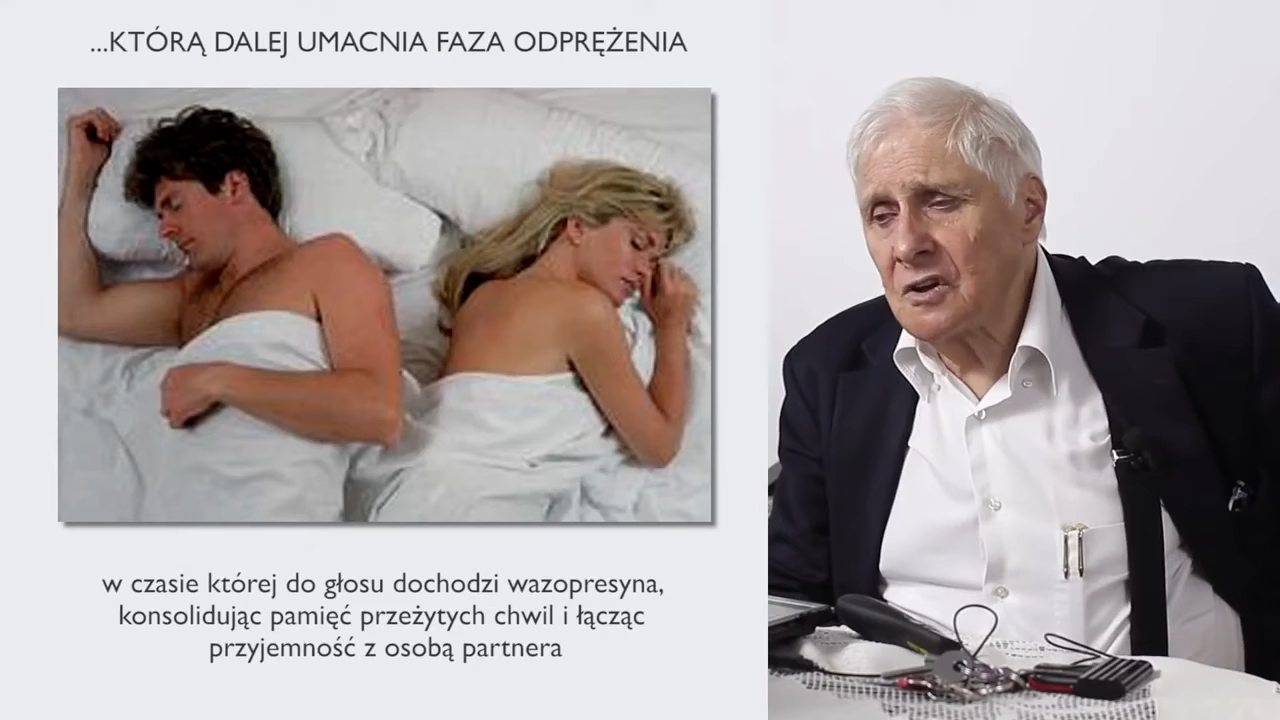 ...KTÓRĄ DALEJ UMACNIA FAZA ODPRĘŻENIA
w czasie której do głosu dochodzi wazopresyna,
konsolidując pamięć przeżytych chwil i łącząc
przyjemność z osobą partnera